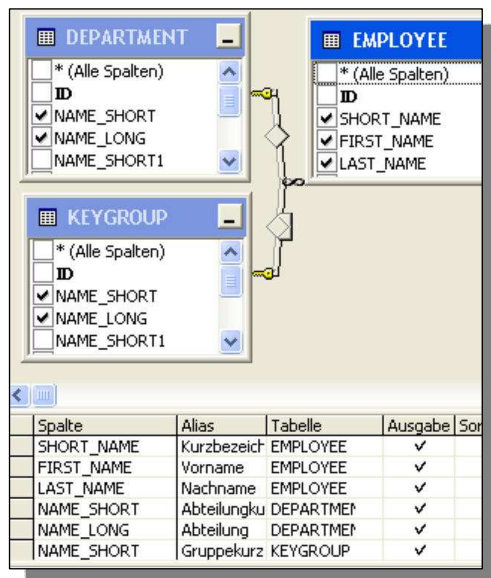 DEPARTMENT
* (Alle Spalten)
ID
NAME_SHORT
NAME_LONG
NAME_SHORT1
EMPLOYEE
* (Alle Spalten)
ID
SHORT_NAME
FIRST_NAME
LAST_NAME
KEYGROUP
* (Alle Spalten)
ID
NAME_SHORT
NAME_LONG
NAME_SHORT1
Spalte Alias Tabelle Ausgabe Sor
SHORT_NAME Kurzbezeich EMPLOYEE
FIRST_NAME Vorname EMPLOYEE
LAST_NAME Nachname EMPLOYEE
NAME_SHORT Abteilungku DEPARTMEN
NAME_LONG Abteilung DEPARTMEN
NAME_SHORT Gruppekurz KEYGROUP